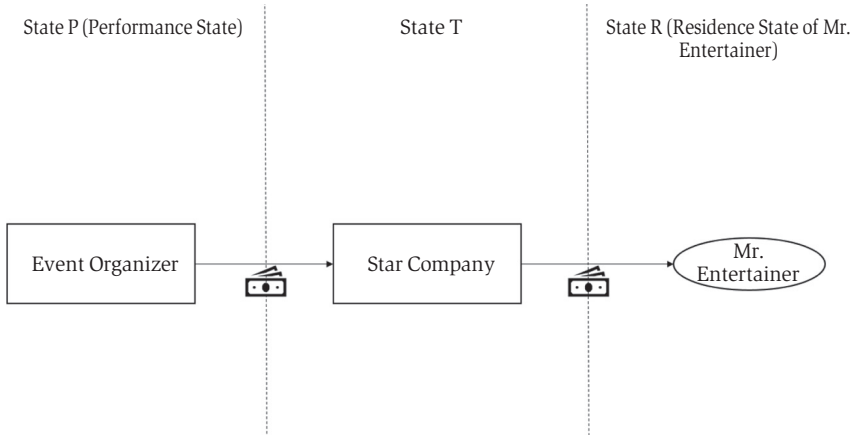 State P (Performance State)
State T
State R (Residence State of Mr.
Entertainer)
Event Organizer
Star Company
Mr.
Entertainer